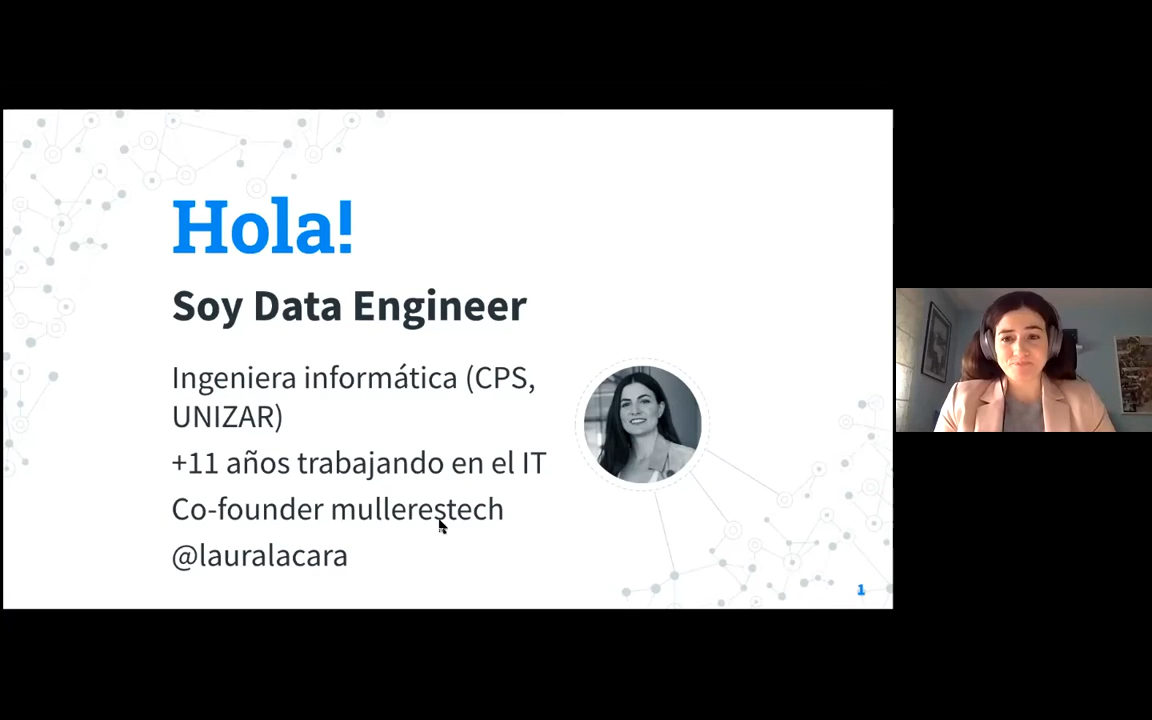 Hola!
Soy Data Engineer
Ingeniera informática (CPS,
UNIZAR)
+11 años trabajando en el IT
Co-founder mullerestech
@lauralacara
1